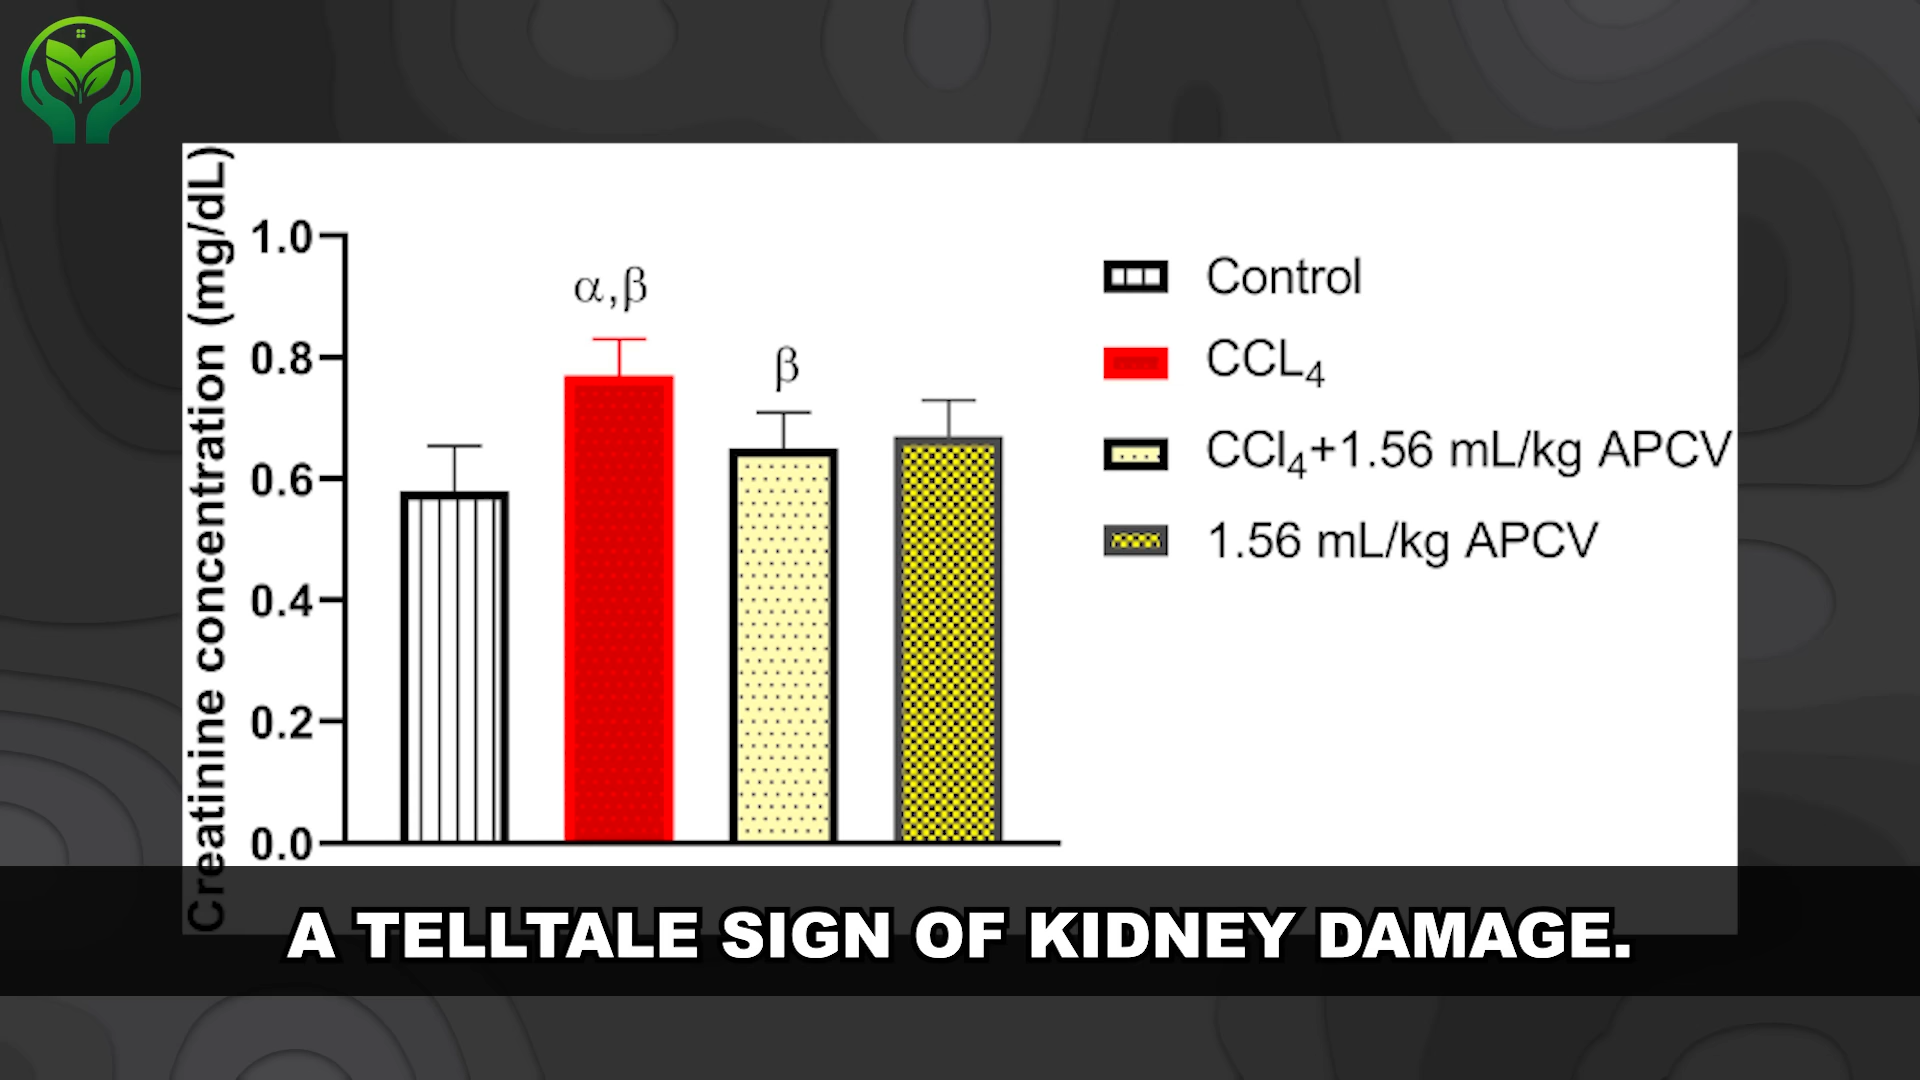 Creatinine concentration (mg/dL)
1.0
0.8
0.6
0.4
0.2
0.0
α,β
β
Control
CCL₄
CCl₄+1.56 mL/kg APCV
1.56 mL/kg APCV
A TELLTALE SIGN OF KIDNEY DAMAGE.